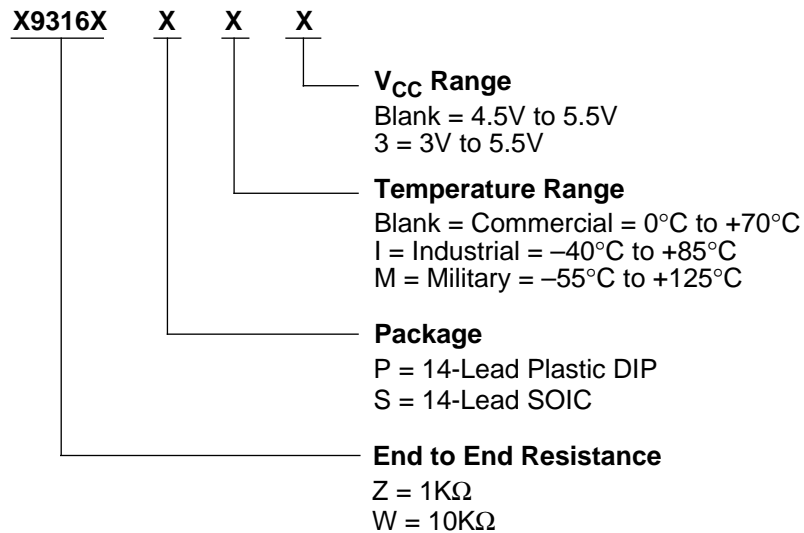 X9316X X X X
V_CC Range
Blank = 4.5V to 5.5V
3 = 3V to 5.5V
Temperature Range
Blank = Commercial = 0°C to +70°C
I = Industrial = –40°C to +85°C
M = Military = –55°C to +125°C
Package
P = 14-Lead Plastic DIP
S = 14-Lead SOIC
End to End Resistance
Z = 1KΩ
W = 10KΩ